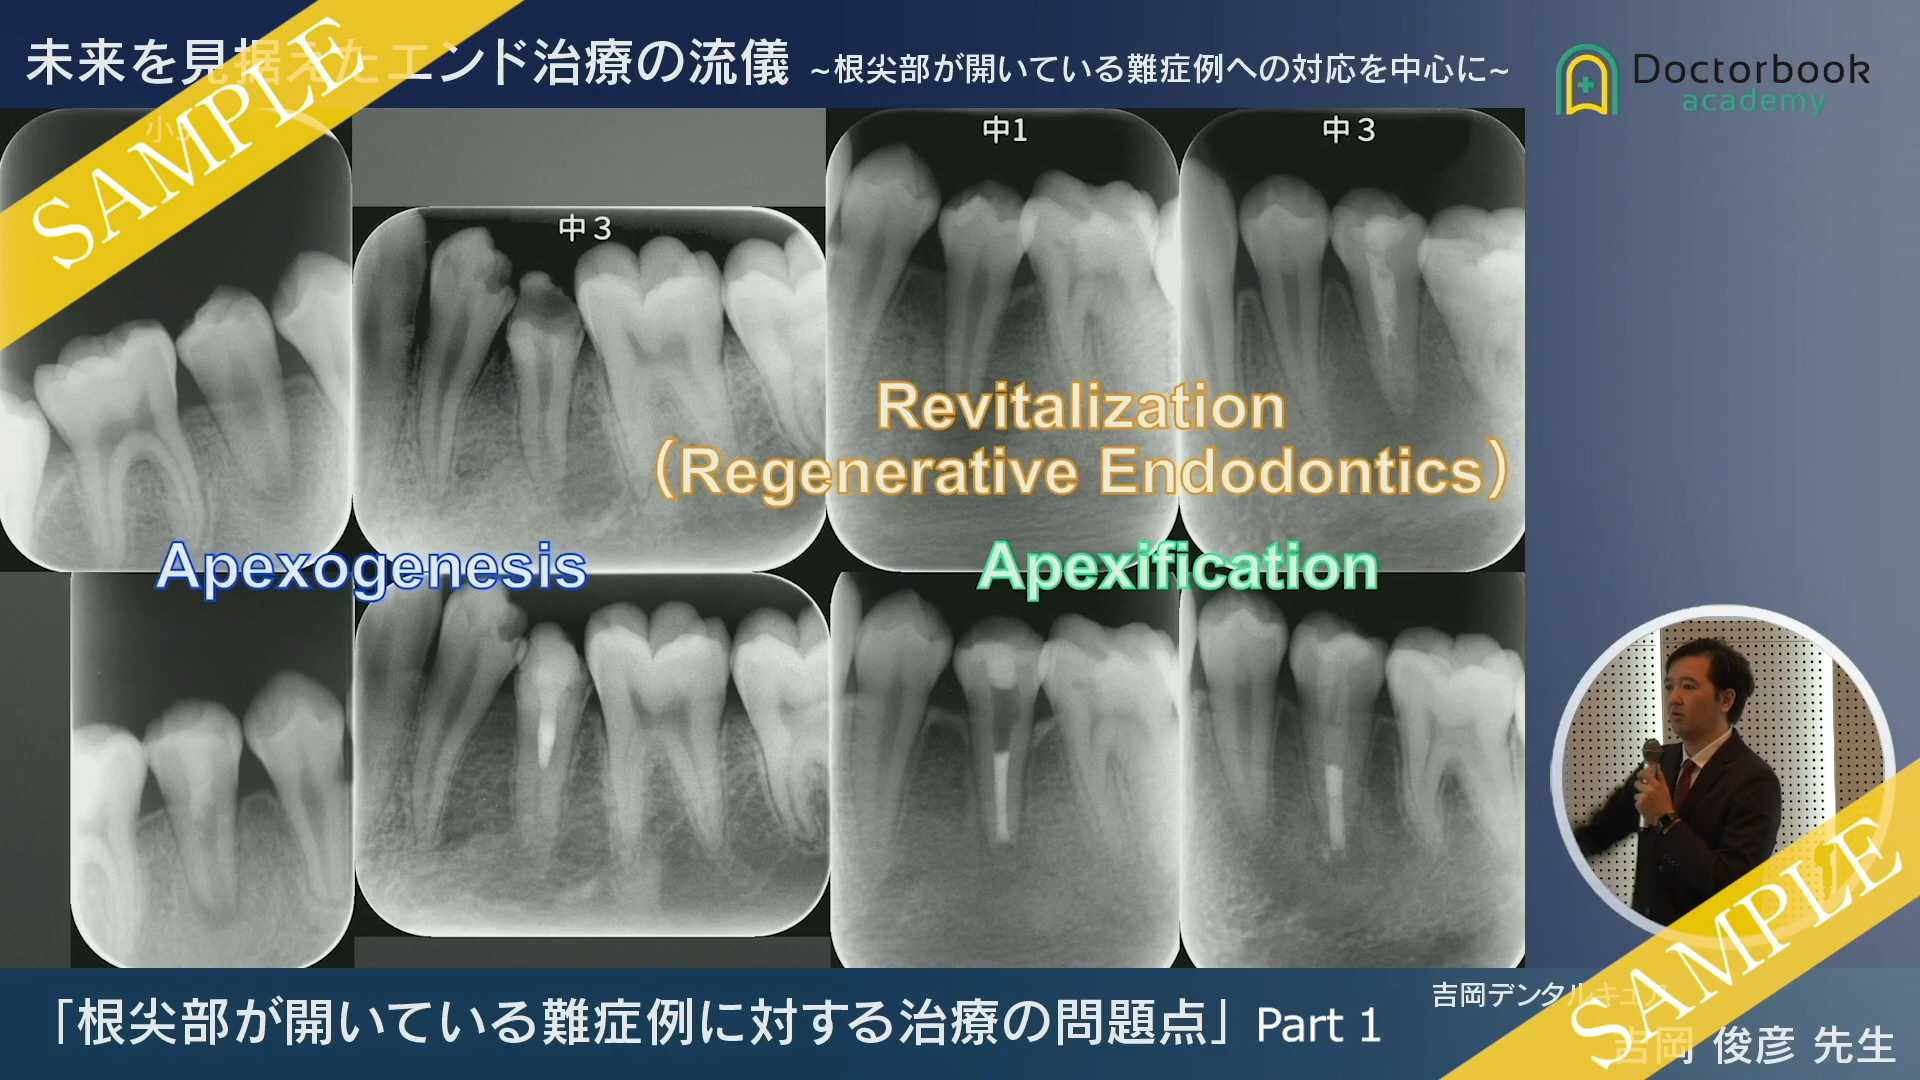 未来を見据えたエンド治療の流儀 ~根尖部が開いている難症例への対応を中心に~
Doctorbook
academy
SAMPLE
中3
中1
中３
Revitalization
（Regenerative Endodontics）
Apexogenesis
Apexification
「根尖部が開いている難症例に対する治療の問題点」 Part 1
吉岡デンタルキュア
吉岡 俊彦 先生
SAMPLE